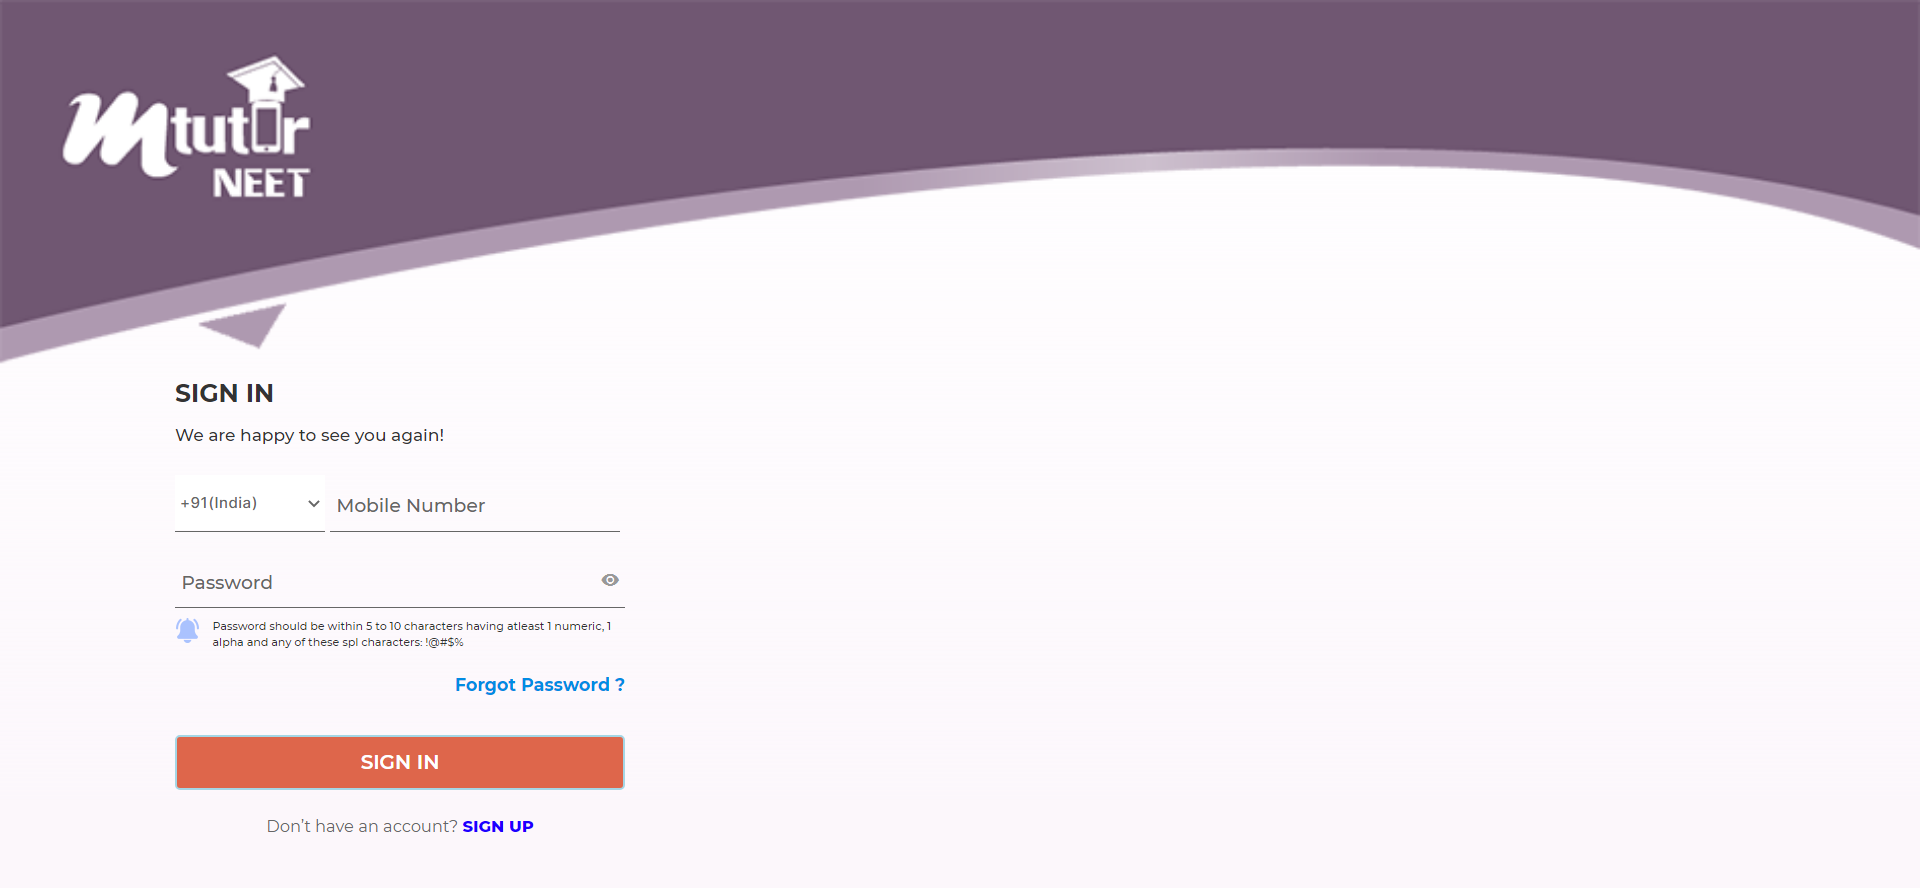 Mtutor
NEET
SIGN IN
We are happy to see you again!
+91(India) Mobile Number
Password
Password should be within 5 to 10 characters having atleast 1 numeric, 1
alpha and any of these spl characters: !@#$%
Forgot Password ?
SIGN IN
Don't have an account? SIGN UP